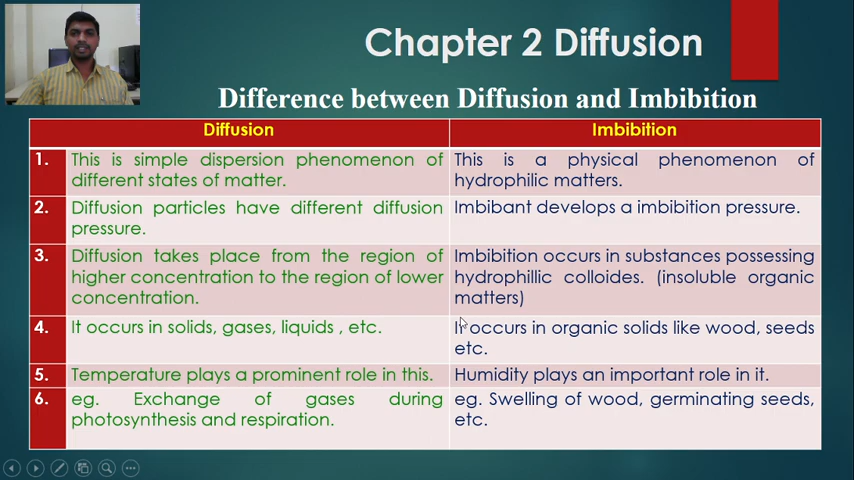 Chapter 2 Diffusion
Difference between Diffusion and Imbibition
Diffusion
Imbibition
1.
This is simple dispersion phenomenon of
different states of matter.
This is a physical phenomenon of
hydrophilic matters.
2.
Diffusion particles have different diffusion
pressure.
Imbibant develops a imbibition pressure.
3.
Diffusion takes place from the region of
higher concentration to the region of lower
concentration.
Imbibition occurs in substances possessing
hydrophillic colloides. (insoluble organic
matters)
4.
It occurs in solids, gases, liquids , etc.
It occurs in organic solids like wood, seeds
etc.
5.
Temperature plays a prominent role in this.
Humidity plays an important role in it.
6.
eg. Exchange of gases during
photosynthesis and respiration.
eg. Swelling of wood, germinating seeds,
etc.